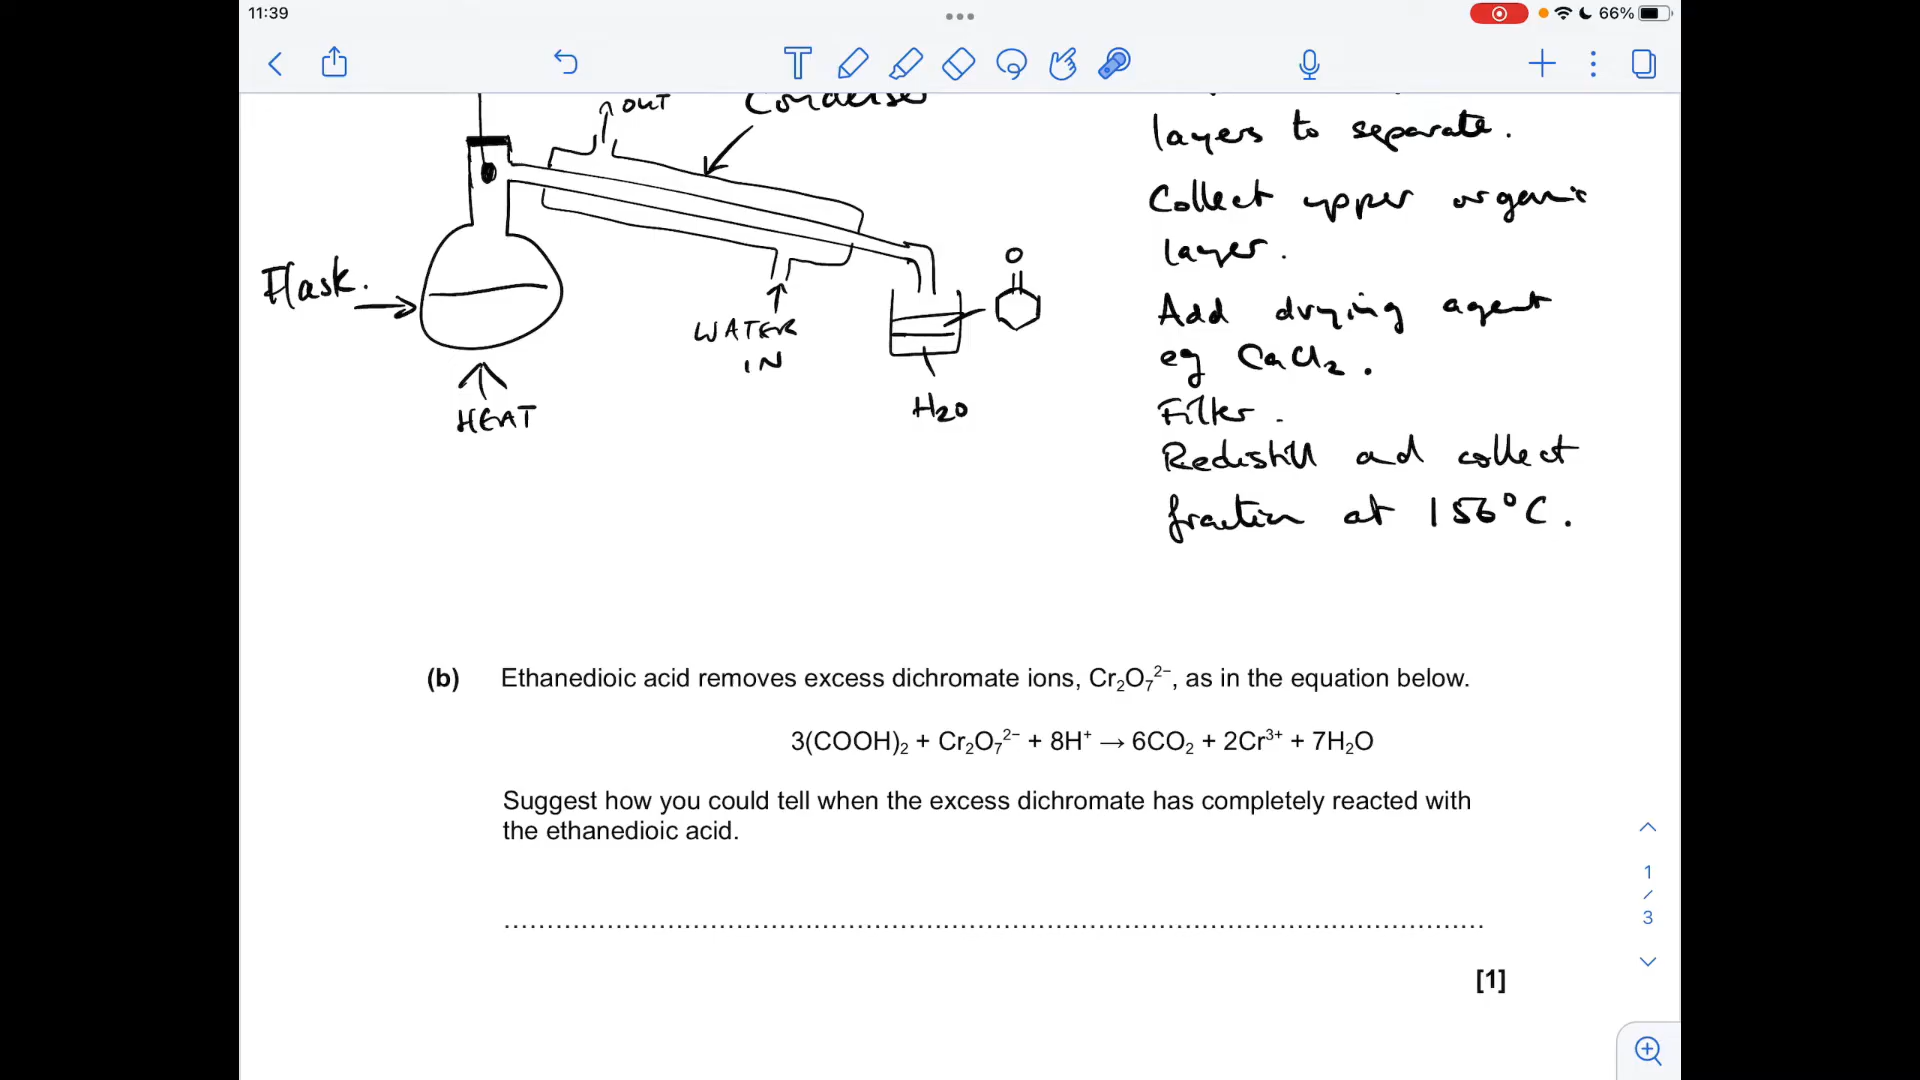 11:39
66%
T
OUT
Condenser
layers to separate.
Collect upper organic
layer.
Flask.
O
Add drying agent
WATER
IN
eg CaCl2.
HEAT
H2O
Filter.
Redistill and collect
fraction at 156°C.
(b) Ethanedioic acid removes excess dichromate ions, Cr₂O₇²⁻, as in the equation below.
3(COOH)₂ + Cr₂O₇²⁻ + 8H⁺ → 6CO₂ + 2Cr³⁺ + 7H₂O
Suggest how you could tell when the excess dichromate has completely reacted with
the ethanedioic acid.
1
/
3
[1]